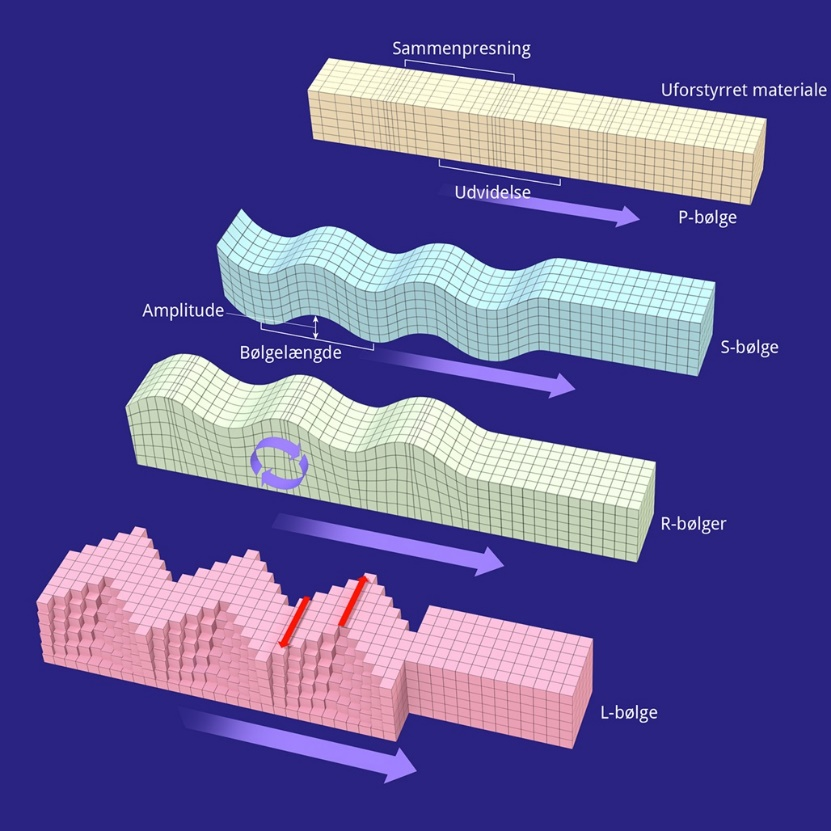 Sammenpresning
Uforstyrret materiale
Udvidelse
P-bølge
Amplitude
Bølgelængde
S-bølge
R-bølger
L-bølge